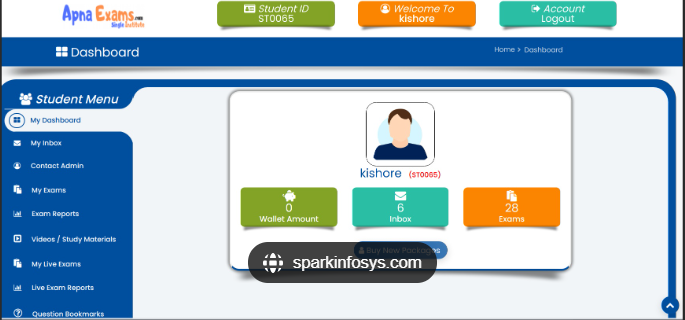 Apna Exams.com
Single Institute
Student ID
ST0065
Welcome To
kishore
Account
Logout
Dashboard
Home > Dashboard
Student Menu
My Dashboard
My Inbox
Contact Admin
My Exams
Exam Reports
Videos / Study Materials
My Live Exams
Live Exam Reports
Question Bookmarks
kishore (ST0065)
0
Wallet Amount
6
Inbox
28
Exams
Buy New Packages
sparkinfosys.com